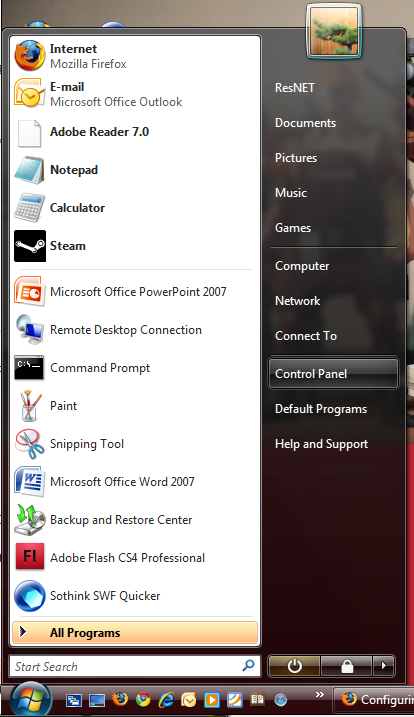 Internet
Mozilla Firefox
E-mail
Microsoft Office Outlook
Adobe Reader 7.0
Notepad
Calculator
Steam
Microsoft Office PowerPoint 2007
Remote Desktop Connection
Command Prompt
C:\
Paint
Snipping Tool
Microsoft Office Word 2007
Backup and Restore Center
Fl
Adobe Flash CS4 Professional
Sothink SWF Quicker
All Programs
Start Search
ResNET
Documents
Pictures
Music
Games
Computer
Network
Connect To
Control Panel
Default Programs
Help and Support
Configurin